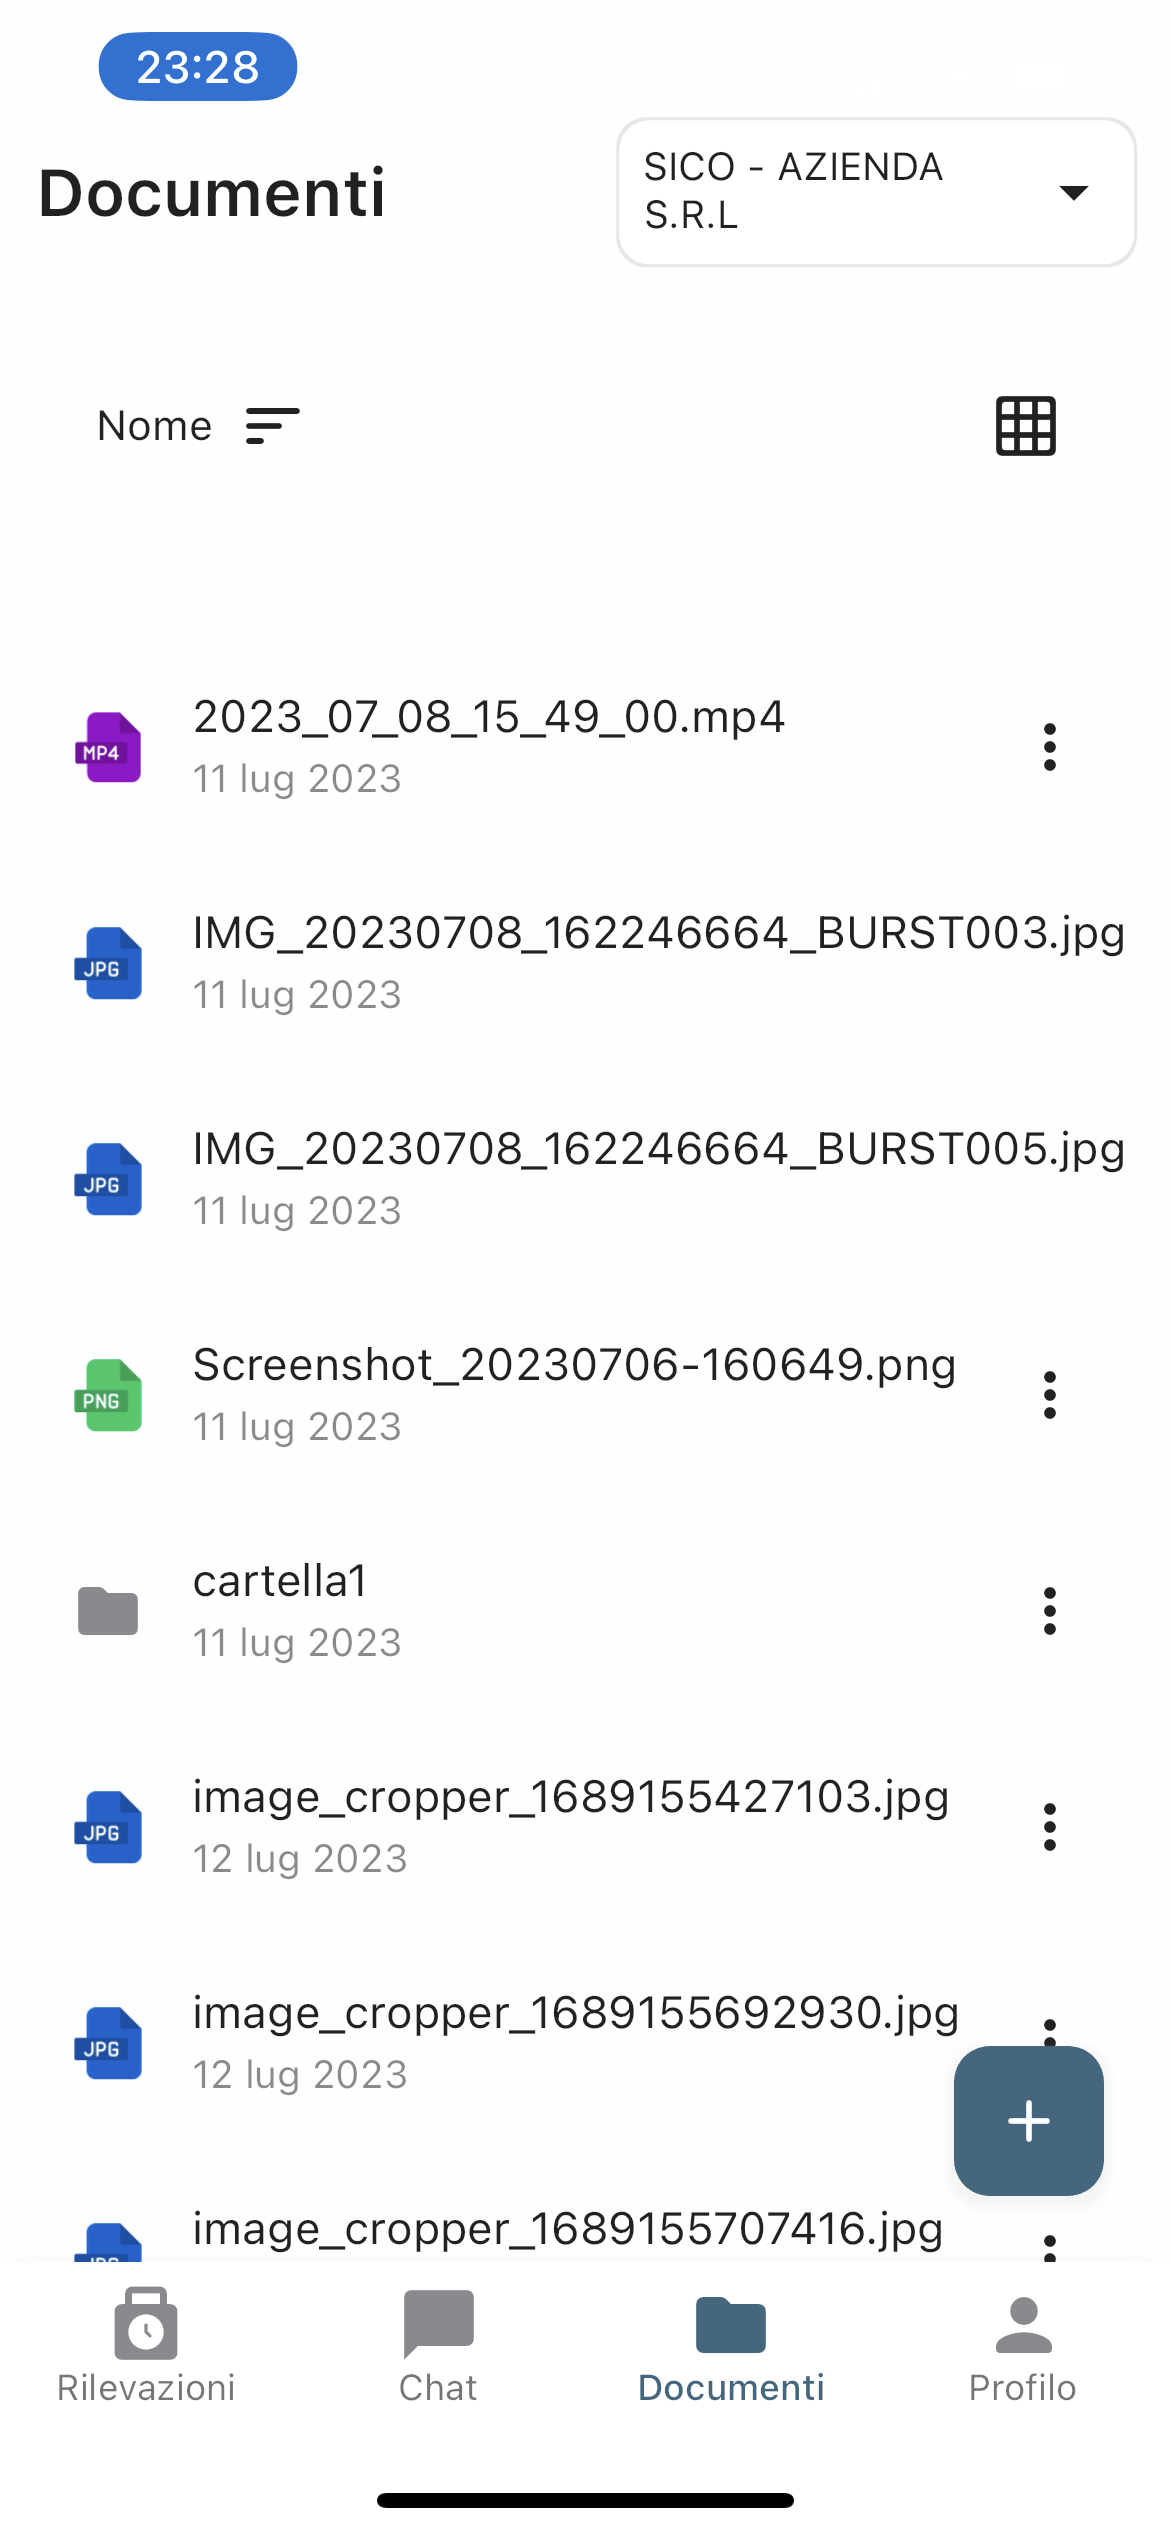 23:28
Documenti
SICO - AZIENDA
S.R.L
Nome
2023_07_08_15_49_00.mp4
MP4
11 lug 2023
IMG_20230708_162246664_BURST003.jpg
JPG
11 lug 2023
IMG_20230708_162246664_BURST005.jpg
JPG
11 lug 2023
Screenshot_20230706-160649.png
PNG
11 lug 2023
cartella1
11 lug 2023
image_cropper_1689155427103.jpg
JPG
12 lug 2023
image_cropper_1689155692930.jpg
JPG
12 lug 2023
image_cropper_1689155707416.jpg
JPG
Rilevazioni
Chat
Documenti
Profilo